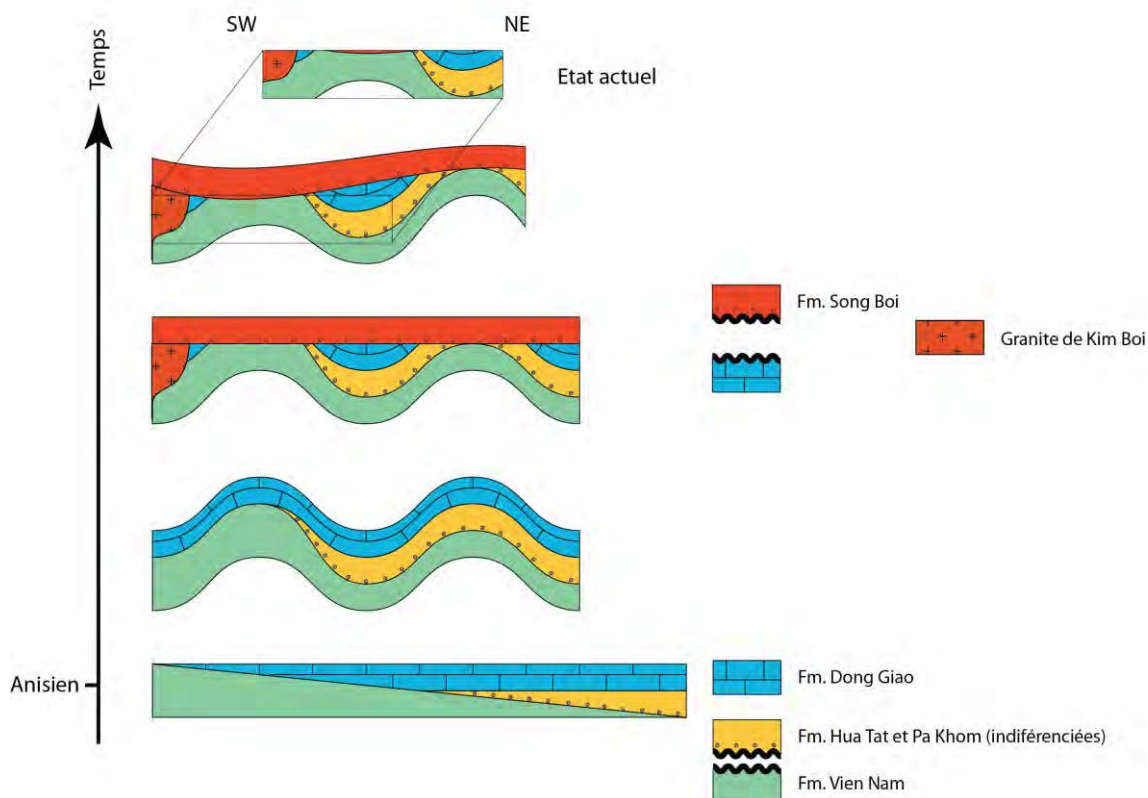 SW
NE
Temps
Etat actuel
Fm. Song Boi
Granite de Kim Boi
Anisien
Fm. Dong Giao
Fm. Hua Tat et Pa Khom (indiférenciées)
Fm. Vien Nam